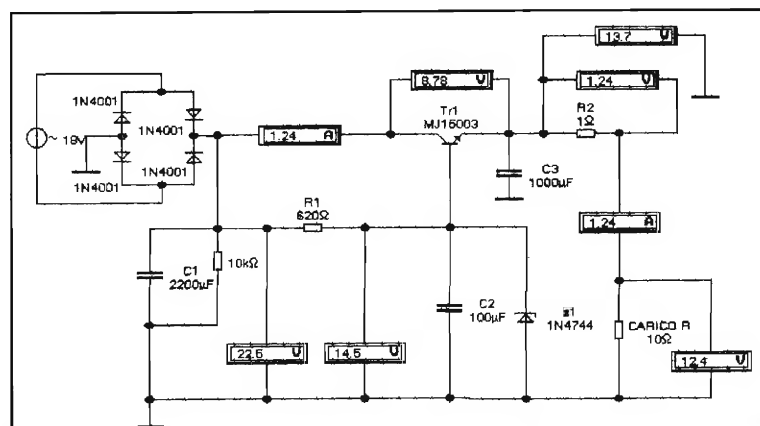 13.7 V
8.78 V
1.24 V
1N4001
Tr1
MJ15003
R2
1Ω
1N4001
1.24 A
~ 18V
1N4001
C3
1000µF
1N4001
R1
620Ω
1.24 A
C1
2200µF
10kΩ
C2
100µF
z1
1N4744
CARICO R
10Ω
22.6 V
14.5 V
12.4 V